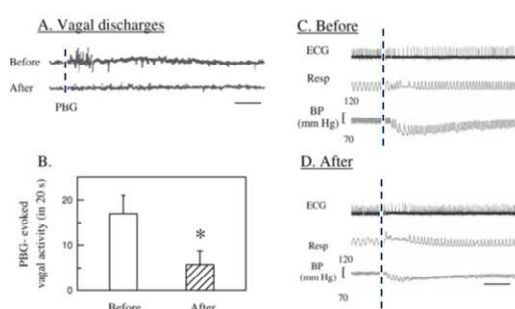 A. Vagal discharges
Before
After
PBG
B.
PBG- evoked
vagal activity (in 20 s)
20
10
0
*
Before
After
C. Before
ECG
Resp
120
BP
(mm Hg)
70
D. After
ECG
Resp
120
BP
(mm Hg)
70